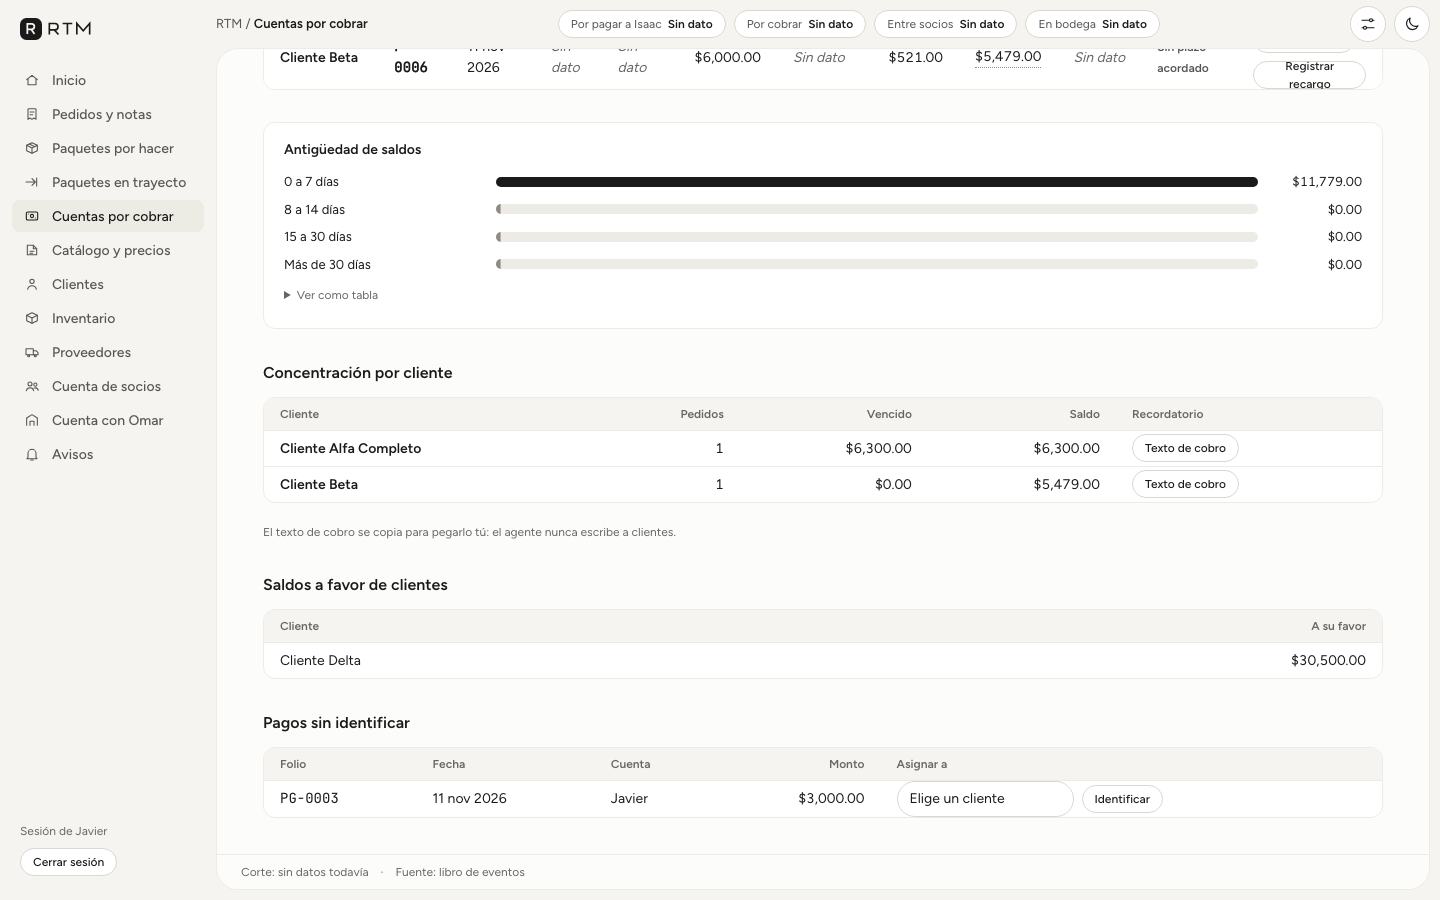 R RTM
RTM / Cuentas por cobrar
Por pagar a Isaac Sin dato
Por cobrar Sin dato
Entre socios Sin dato
En bodega Sin dato
Inicio
Pedidos y notas
Paquetes por hacer
Paquetes en trayecto
Cuentas por cobrar
Catálogo y precios
Clientes
Inventario
Proveedores
Cuenta de socios
Cuenta con Omar
Avisos
Sesión de Javier
Cerrar sesión
Cliente Beta 0006 11 nov 2026 Sin dato Sin dato $6,000.00 Sin dato $521.00 $5,479.00 Sin dato Sin plazo acordado
Registrar recargo
Antigüedad de saldos
0 a 7 días $11,779.00
8 a 14 días $0.00
15 a 30 días $0.00
Más de 30 días $0.00
Ver como tabla
Concentración por cliente
Cliente Pedidos Vencido Saldo Recordatorio
Cliente Alfa Completo 1 $6,300.00 $6,300.00 Texto de cobro
Cliente Beta 1 $0.00 $5,479.00 Texto de cobro
El texto de cobro se copia para pegarlo tú: el agente nunca escribe a clientes.
Saldos a favor de clientes
Cliente A su favor
Cliente Delta $30,500.00
Pagos sin identificar
Folio Fecha Cuenta Monto Asignar a
PG-0003 11 nov 2026 Javier $3,000.00 Elige un cliente Identificar
Corte: sin datos todavía · Fuente: libro de eventos